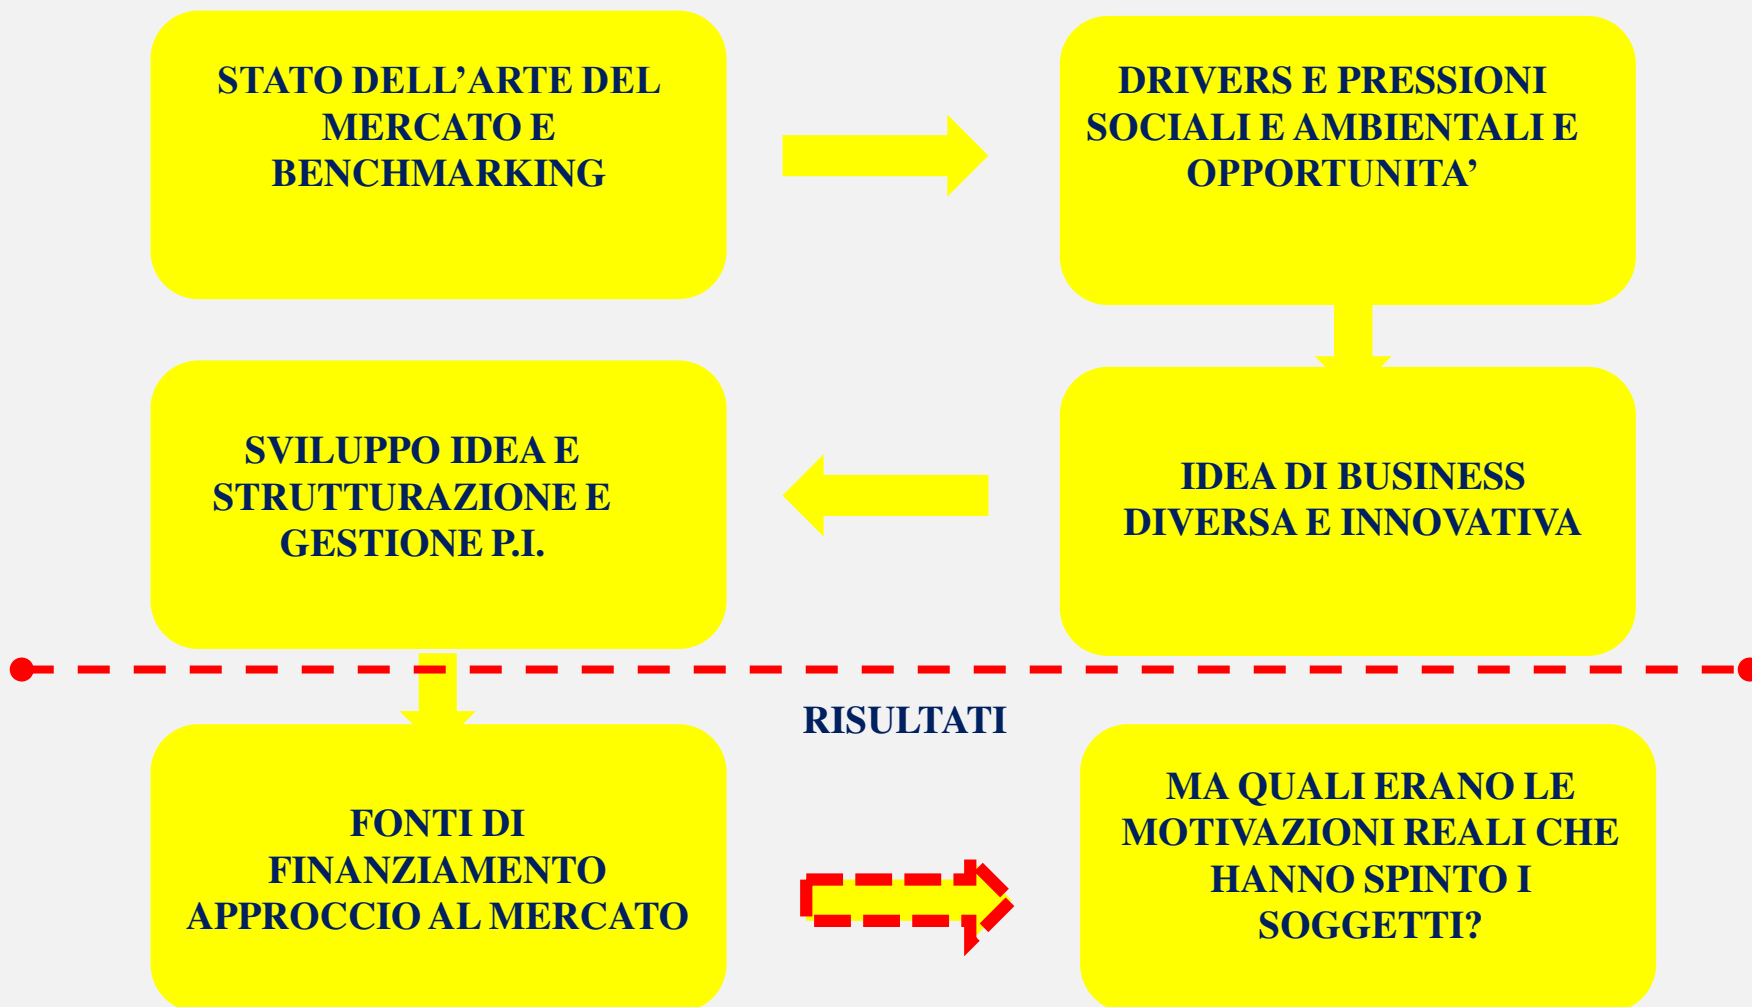 STATO DELL’ARTE DEL
MERCATO E
BENCHMARKING
DRIVERS E PRESSIONI
SOCIALI E AMBIENTALI E
OPPORTUNITA’
IDEA DI BUSINESS
DIVERSA E INNOVATIVA
SVILUPPO IDEA E
STRUTTURAZIONE E
GESTIONE P.I.
RISULTATI
FONTI DI
FINANZIAMENTO
APPROCCIO AL MERCATO
MA QUALI ERANO LE
MOTIVAZIONI REALI CHE
HANNO SPINTO I
SOGGETTI?